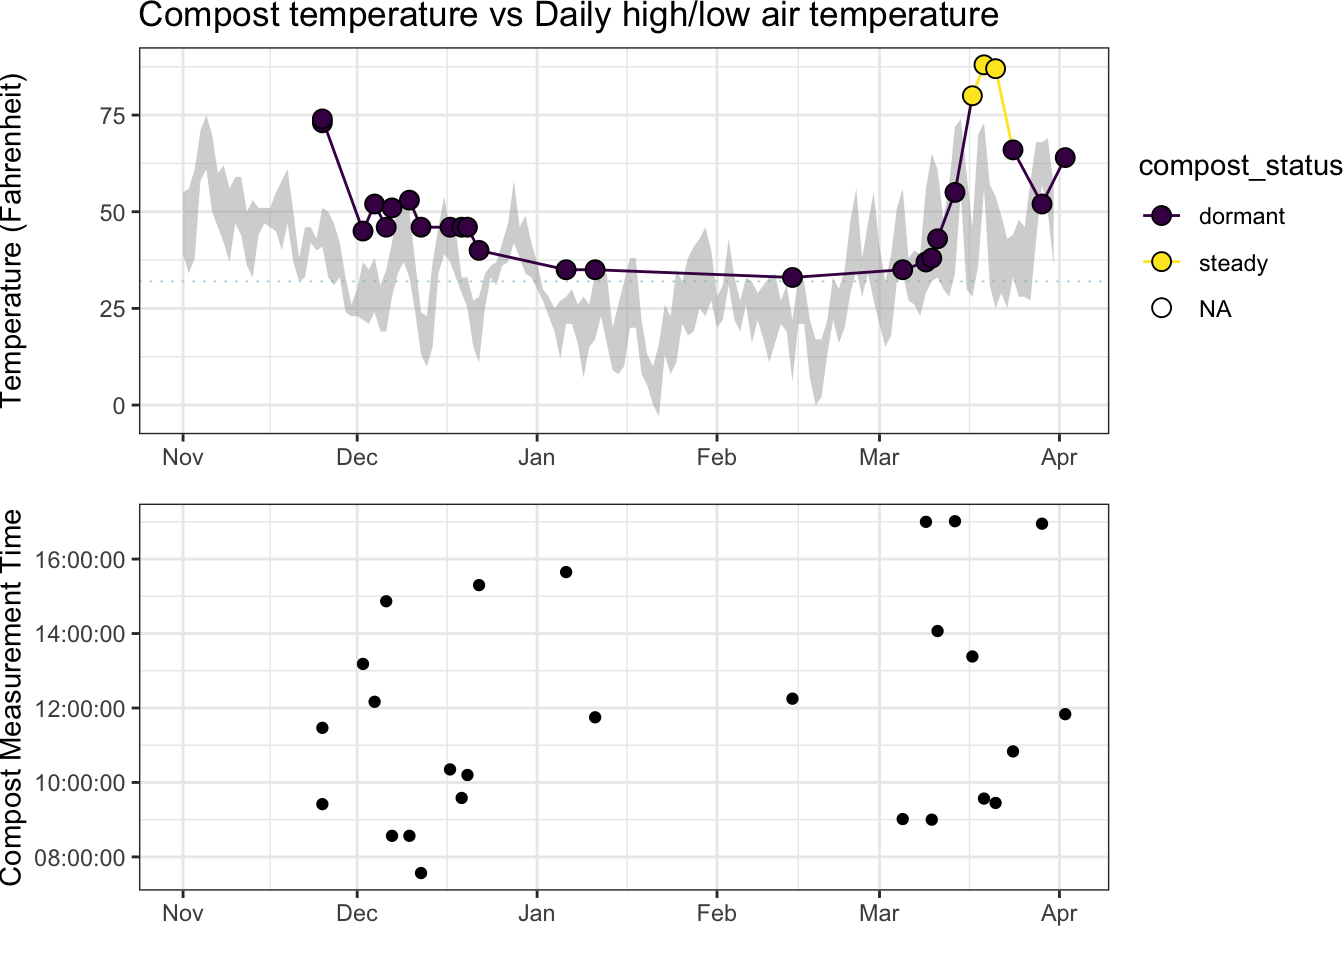 Compost temperature vs Daily high/low air temperature
Temperature (Fahrenheit)
75
50
25
0
Nov Dec Jan Feb Mar Apr
compost_status
dormant
steady
NA
Compost Measurement Time
16:00:00
14:00:00
12:00:00
10:00:00
08:00:00
Nov Dec Jan Feb Mar Apr